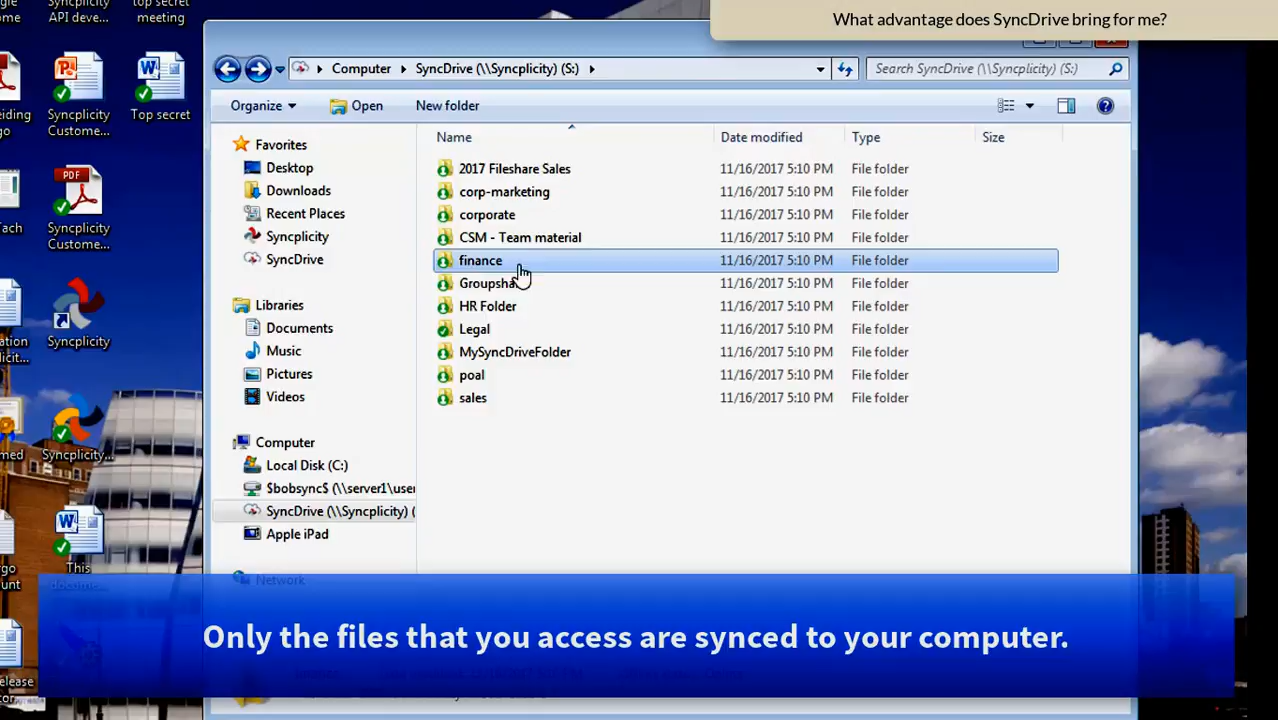 What advantage does SyncDrive bring for me?
Syncplicity API deve...
top secret meeting
Computer
SyncDrive (\\Syncplicity) (S:)
Search SyncDrive (\\Syncplicity) (S:)
Organize
Open
New folder
Syncplicity Custome...
Top secret
Name
Date modified
Type
Size
Favorites
Desktop
Downloads
Recent Places
Syncplicity
SyncDrive
Libraries
Documents
Music
Pictures
Videos
Computer
Local Disk (C:)
$bobsync$ (\\server1\user
SyncDrive (\\Syncplicity) (
Apple iPad
Network
2017 Fileshare Sales 11/16/2017 5:10 PM File folder
corp-marketing 11/16/2017 5:10 PM File folder
corporate 11/16/2017 5:10 PM File folder
CSM - Team material 11/16/2017 5:10 PM File folder
finance 11/16/2017 5:10 PM File folder
Groupsha 11/16/2017 5:10 PM File folder
HR Folder 11/16/2017 5:10 PM File folder
Legal 11/16/2017 5:10 PM File folder
MySyncDriveFolder 11/16/2017 5:10 PM File folder
poal 11/16/2017 5:10 PM File folder
sales 11/16/2017 5:10 PM File folder
PDF
Syncplicity Custome...
Syncplicity
Syncplicity...
This docume...
Only the files that you access are synced to your computer.